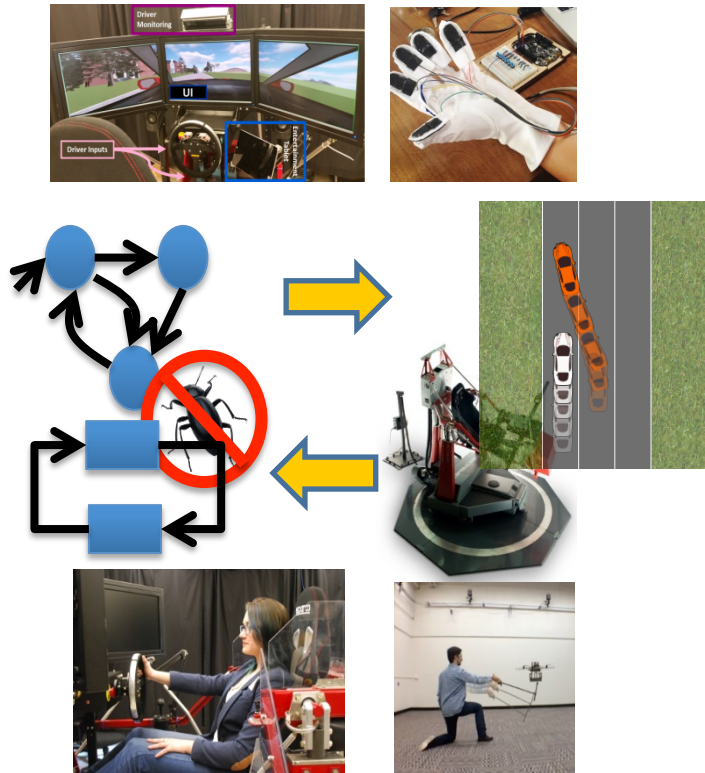 Driver
Monitoring
UI
Driver Inputs
Entertainment
Tablet